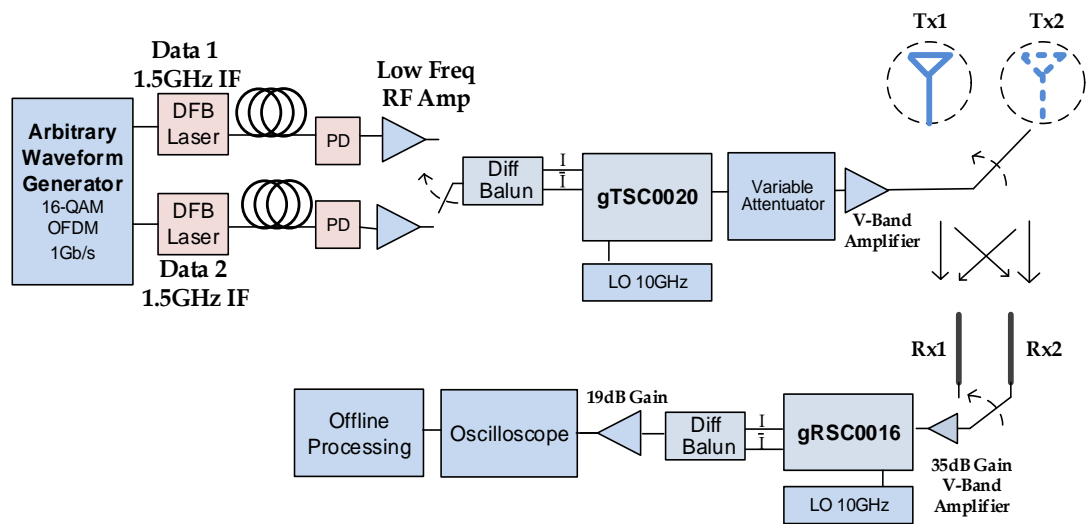 Tx1
Tx2
Data 1
1.5GHz IF
Low Freq
RF Amp
Arbitrary
Waveform
Generator
16-QAM
OFDM
1Gb/s
DFB
Laser
PD
DFB
Laser
PD
Data 2
1.5GHz IF
Diff
Balun
I
I
gTSC0020
LO 10GHz
Variable
Attentuator
V-Band
Amplifier
Rx1
Rx2
Offline
Processing
Oscilloscope
19dB Gain
Diff
Balun
I
I
gRSC0016
LO 10GHz
35dB Gain
V-Band
Amplifier